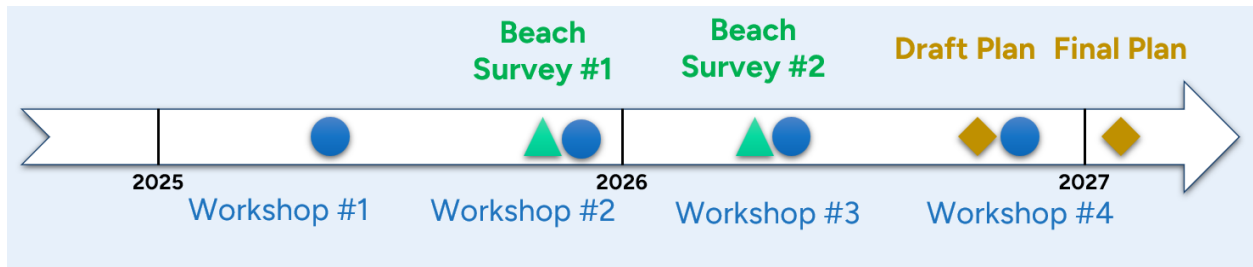 Beach
Survey #1
Beach
Survey #2
Draft Plan
Final Plan
2025
2026
2027
Workshop #1
Workshop #2
Workshop #3
Workshop #4